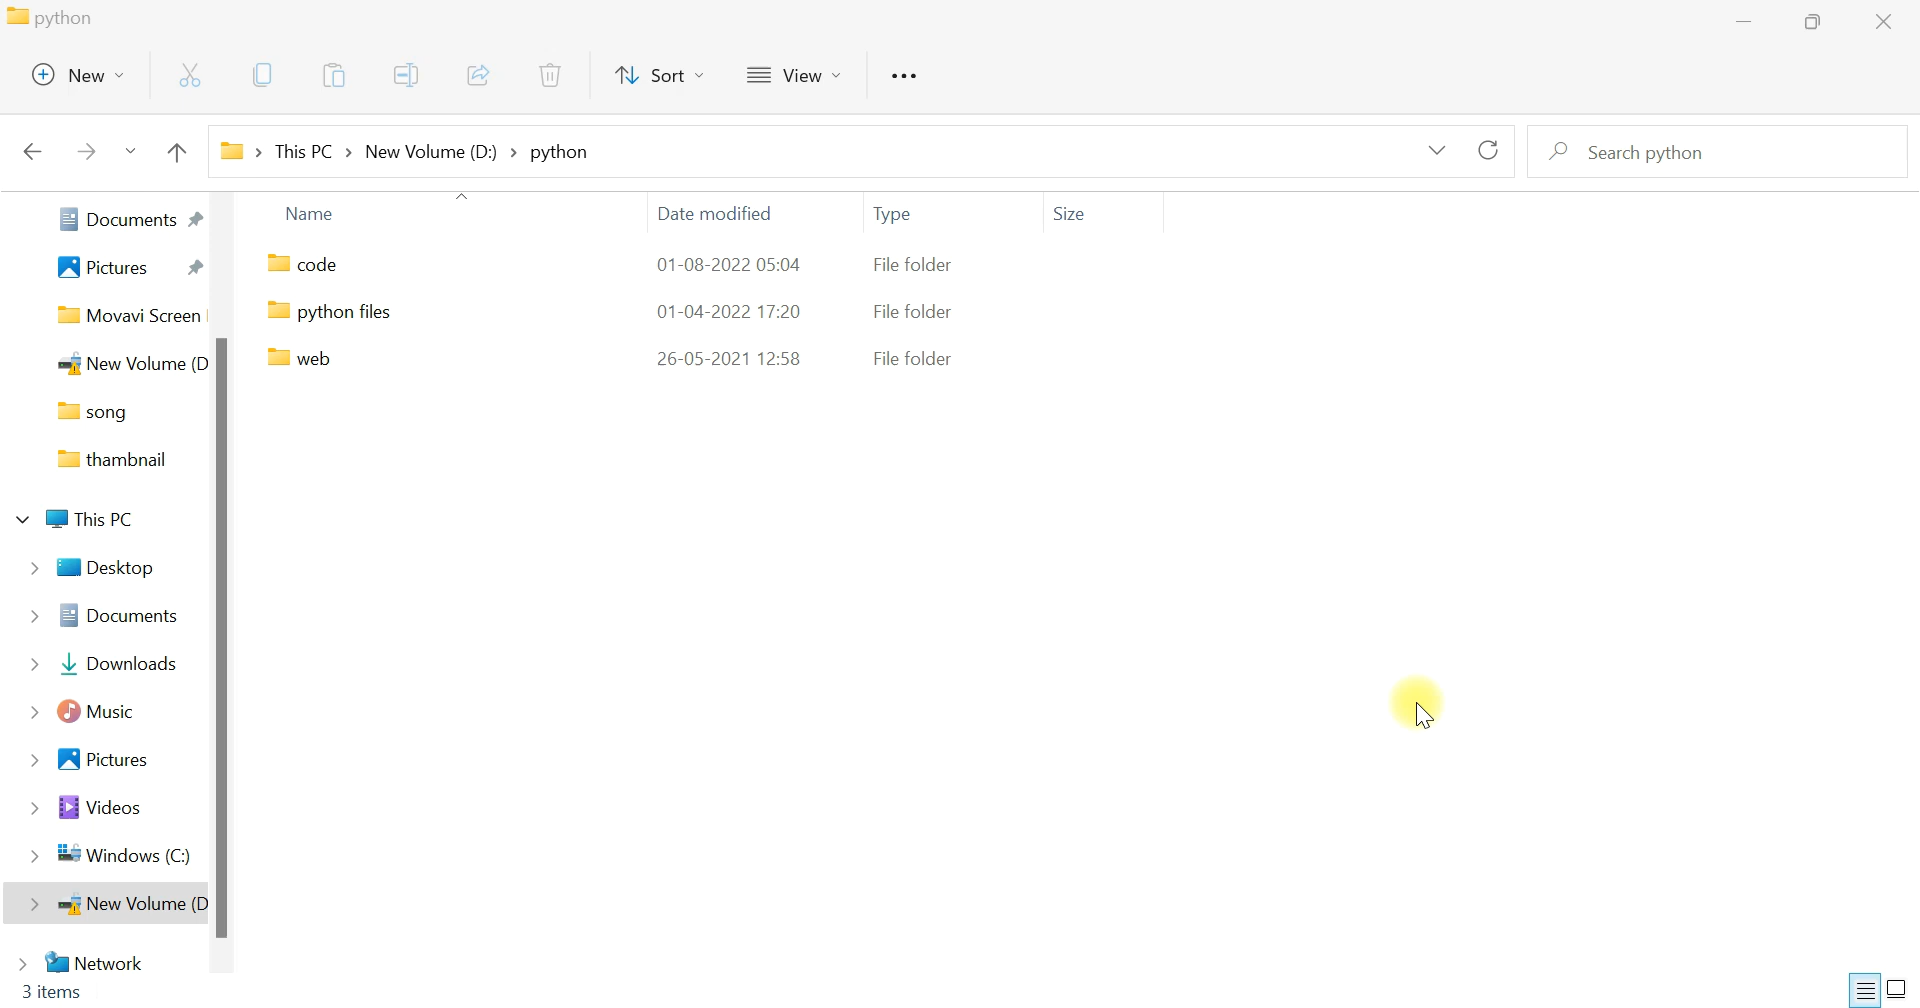 python
New
Sort
View
This PC > New Volume (D:) > python
Search python
Documents
Pictures
Movavi Screen
New Volume (D
song
thambnail
This PC
Desktop
Documents
Downloads
Music
Pictures
Videos
Windows (C:)
New Volume (D
Network
Name Date modified Type Size
code 01-08-2022 05:04 File folder
python files 01-04-2022 17:20 File folder
web 26-05-2021 12:58 File folder
3 items